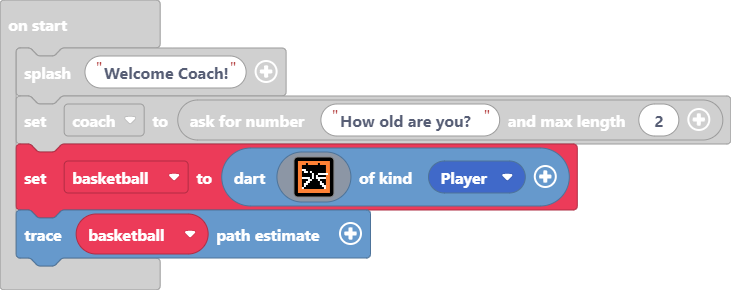 on start
splash "Welcome Coach!"
set coach to ask for number "How old are you? " and max length 2
set basketball to dart of kind Player
trace basketball path estimate